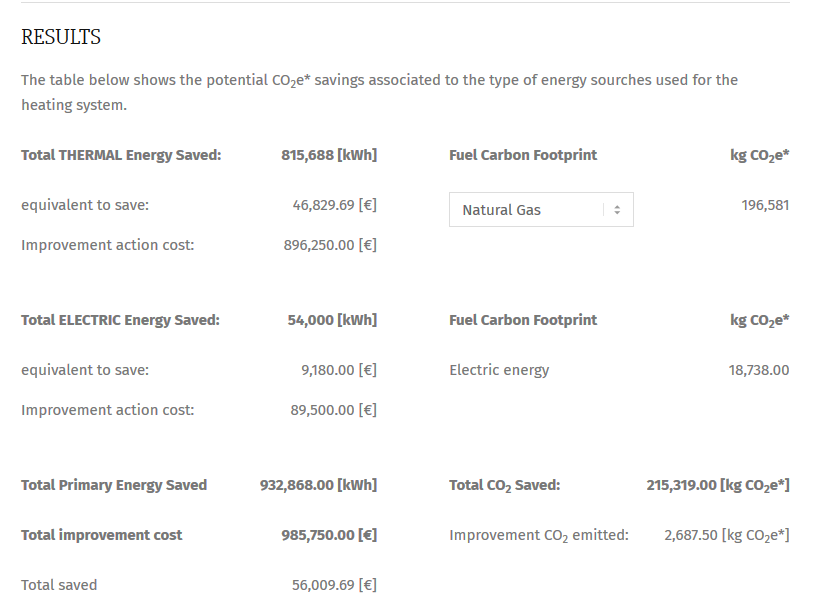 RESULTS
The table below shows the potential CO₂e* savings associated to the type of energy sourches used for the
heating system.
Total THERMAL Energy Saved: 815,688 [kWh] Fuel Carbon Footprint kg CO₂e*
equivalent to save: 46,829.69 [€] Natural Gas 196,581
Improvement action cost: 896,250.00 [€]
Total ELECTRIC Energy Saved: 54,000 [kWh] Fuel Carbon Footprint kg CO₂e*
equivalent to save: 9,180.00 [€] Electric energy 18,738.00
Improvement action cost: 89,500.00 [€]
Total Primary Energy Saved 932,868.00 [kWh] Total CO₂ Saved: 215,319.00 [kg CO₂e*]
Total improvement cost 985,750.00 [€] Improvement CO₂ emitted: 2,687.50 [kg CO₂e*]
Total saved 56,009.69 [€]